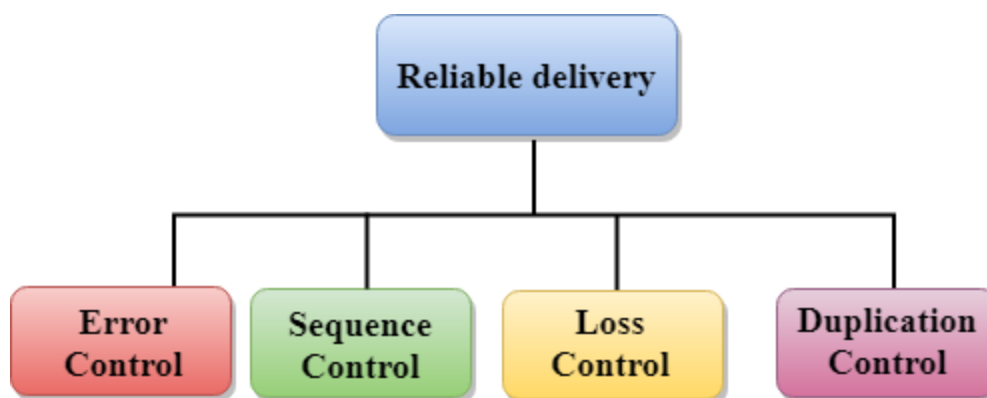 Reliable delivery
Error
Control
Sequence
Control
Loss
Control
Duplication
Control